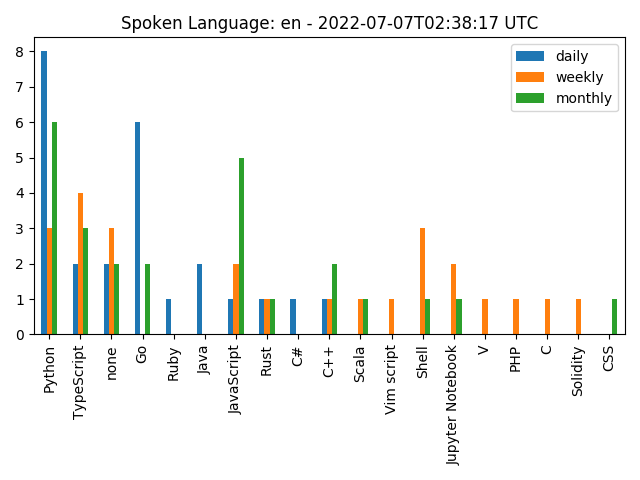 Spoken Language: en - 2022-07-07T02:38:17 UTC
daily
weekly
monthly
8
7
6
5
4
3
2
1
0
Python
TypeScript
none
Go
Ruby
Java
JavaScript
Rust
C#
C++
Scala
Vim script
Shell
Jupyter Notebook
V
PHP
C
Solidity
CSS